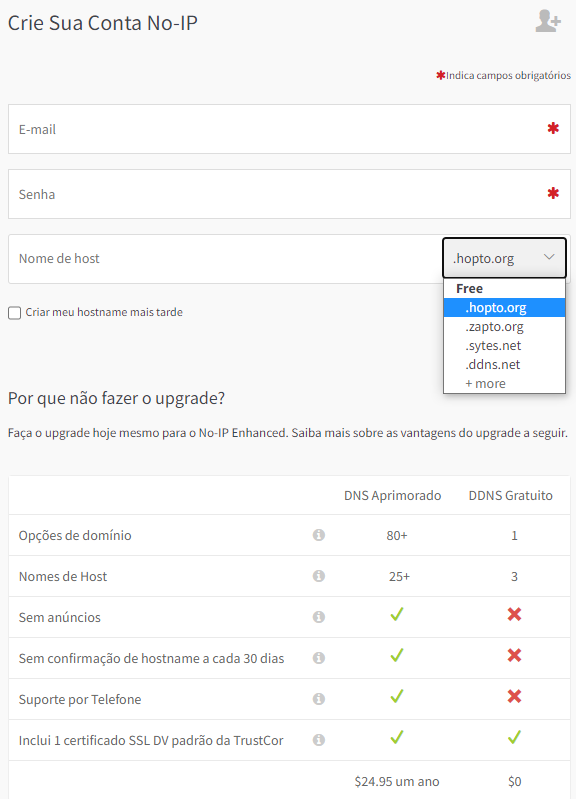 Crie Sua Conta No-IP
✱Indica campos obrigatórios
E-mail ✱
Senha ✱
Nome de host .hopto.org
Free
.hopto.org
Criar meu hostname mais tarde
.zapto.org
.sytes.net
.ddns.net
+ more
Por que não fazer o upgrade?
Faça o upgrade hoje mesmo para o No-IP Enhanced. Saiba mais sobre as vantagens do upgrade a seguir.
DNS Aprimorado DDNS Gratuito
Opções de domínio 80+ 1
Nomes de Host 25+ 3
Sem anúncios
Sem confirmação de hostname a cada 30 dias
Suporte por Telefone
Inclui 1 certificado SSL DV padrão da TrustCor
$24.95 um ano $0